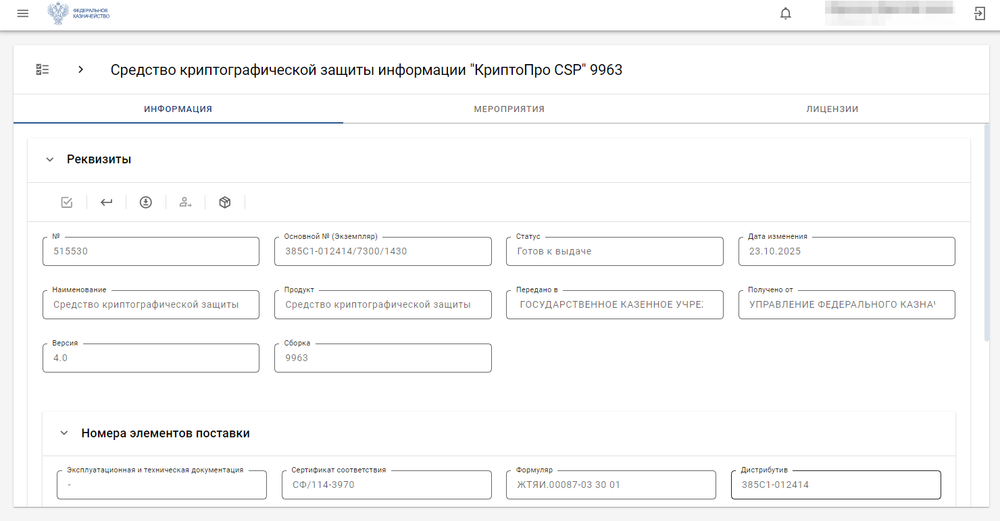 ФЕДЕРАЛЬНОЕ
КАЗНАЧЕЙСТВО
Средство криптографической защиты информации "КриптоПро CSP" 9963
ИНФОРМАЦИЯ
МЕРОПРИЯТИЯ
ЛИЦЕНЗИИ
Реквизиты
№
515530
Основной № (Экземпляр)
385С1-012414/7300/1430
Статус
Готов к выдаче
Дата изменения
23.10.2025
Наименование
Средство криптографической защиты
Продукт
Средство криптографической защиты
Передано в
ГОСУДАРСТВЕННОЕ КАЗЕННОЕ УЧРЕ
Получено от
УПРАВЛЕНИЕ ФЕДЕРАЛЬНОГО КАЗНА
Версия
4.0
Сборка
9963
Номера элементов поставки
Эксплуатационная и техническая документация
-
Сертификат соответствия
СФ/114-3970
Формуляр
ЖТЯИ.00087-03 30 01
Дистрибутив
385С1-012414